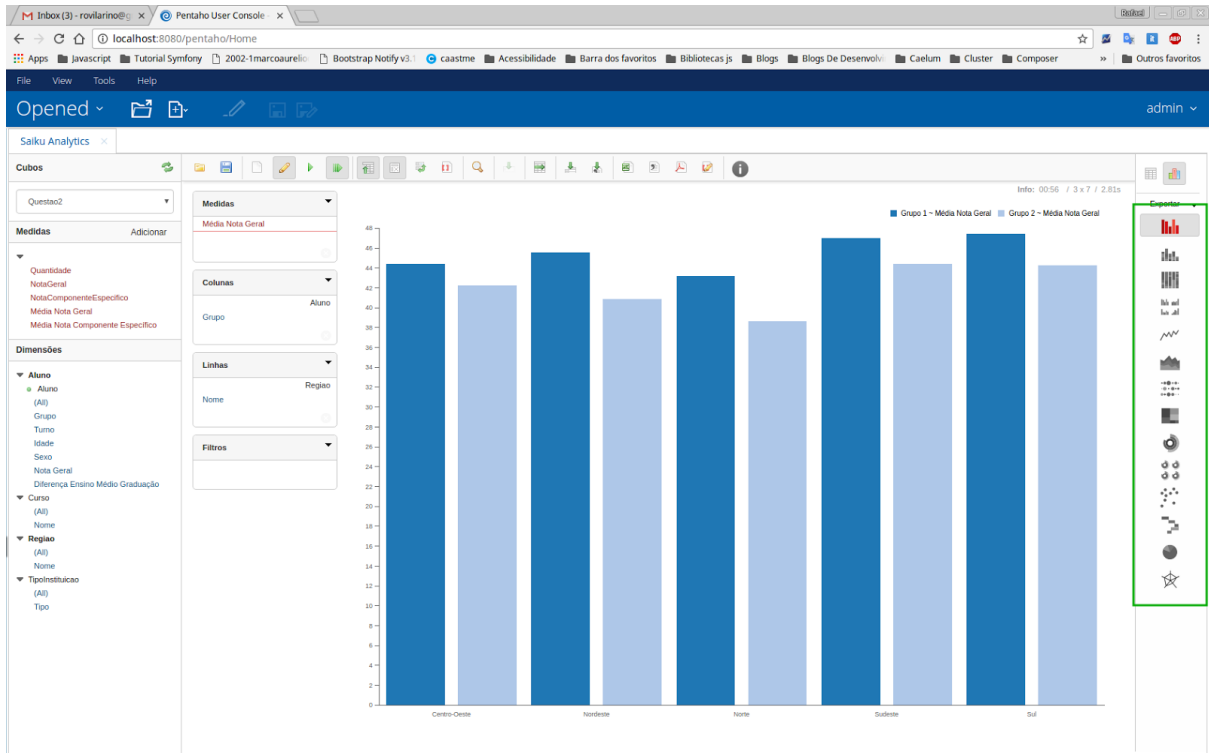 Inbox (3) - rovilarino@g
Pentaho User Console -
Rafael
localhost:8080/pentaho/Home
Apps Javascript Tutorial Symfony 2002-1marcoaurelio Bootstrap Notify v3.1 caastme Acessibilidade Barra dos favoritos Bibliotecas js Blogs Blogs De Desenvolvi Caelum Cluster Composer » Outros favoritos
File View Tools Help
Opened
admin
Saiku Analytics
Cubos
Questao2
Medidas Adicionar
Quantidade
NotaGeral
NotaComponenteEspecifico
Média Nota Geral
Média Nota Componente Específico
Dimensões
Aluno
Aluno
(All)
Grupo
Turno
Idade
Sexo
Nota Geral
Diferença Ensino Médio Graduação
Curso
(All)
Nome
Regiao
(All)
Nome
TipoInstituicao
(All)
Tipo
Medidas
Média Nota Geral
Colunas
Aluno
Grupo
Linhas
Regiao
Nome
Filtros
Info: 00:56 / 3 x 7 / 2.81s
Grupo 1 ~ Média Nota Geral Grupo 2 ~ Média Nota Geral
48
46
44
42
40
38
36
34
32
30
28
26
24
22
20
18
16
14
12
10
8
6
4
2
0
Centro-Oeste Nordeste Norte Sudeste Sul
Exportar